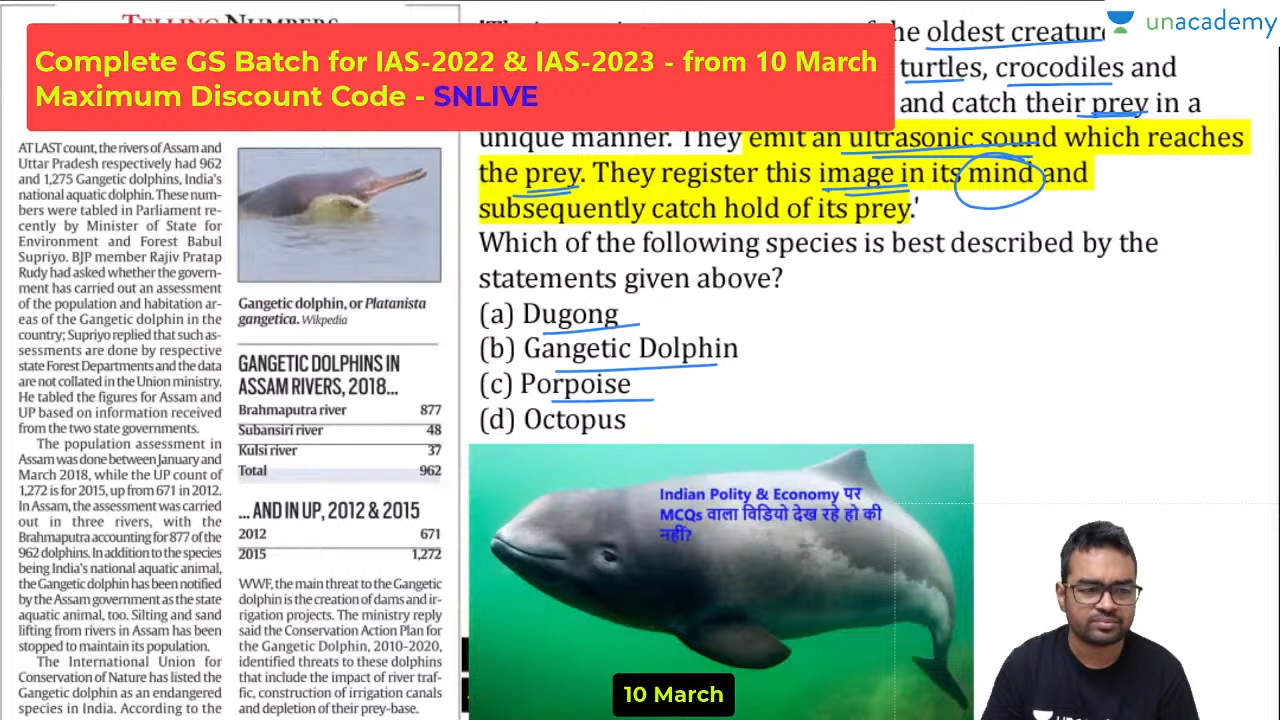 TELLING NUMBERS
unacademy
Complete GS Batch for IAS-2022 & IAS-2023 - from 10 March
Maximum Discount Code - SNLIVE
AT LAST count, the rivers of Assam and
Uttar Pradesh respectively had 962
and 1,275 Gangetic dolphins, India's
national aquatic dolphin. These num-
bers were tabled in Parliament re-
cently by Minister of State for
Environment and Forest Babul
Supriyo. BJP member Rajiv Pratap
Rudy had asked whether the govern-
ment has carried out an assessment
of the population and habitation ar-
eas of the Gangetic dolphin in the
country; Supriyo replied that such as-
sessments are done by respective
state Forest Departments and the data
are not collated in the Union ministry.
He tabled the figures for Assam and
UP based on information received
from the two state governments.
The population assessment in
Assam was done between January and
March 2018, while the UP count of
1,272 is for 2015, up from 671 in 2012.
In Assam, the assessment was carried
out in three rivers, with the
Brahmaputra accounting for 877 of the
962 dolphins. In addition to the species
being India's national aquatic animal,
the Gangetic dolphin has been notified
by the Assam government as the state
aquatic animal, too. Silting and sand
lifting from rivers in Assam has been
stopped to maintain its population.
The International Union for
Conservation of Nature has listed the
Gangetic dolphin as an endangered
species in India. According to the
Gangetic dolphin, or Platanista
gangetica. Wikpedia
GANGETIC DOLPHINS IN
ASSAM RIVERS, 2018...
Brahmaputra river 877
Subansiri river 48
Kulsi river 37
Total 962
... AND IN UP, 2012 & 2015
2012 671
2015 1,272
WWF, the main threat to the Gangetic
dolphin is the creation of dams and ir-
rigation projects. The ministry reply
said the Conservation Action Plan for
the Gangetic Dolphin, 2010-2020,
identified threats to these dolphins
that include the impact of river traf-
fic, construction of irrigation canals
and depletion of their prey-base.
of the oldest creature
turtles, crocodiles and
and catch their prey in a
unique manner. They emit an ultrasonic sound which reaches
the prey. They register this image in its mind and
subsequently catch hold of its prey.'
Which of the following species is best described by the
statements given above?
(a) Dugong
(b) Gangetic Dolphin
(c) Porpoise
(d) Octopus
Indian Polity & Economy पर
MCQs वाला विडियो देख रहे हो की
नहीं?
10 March